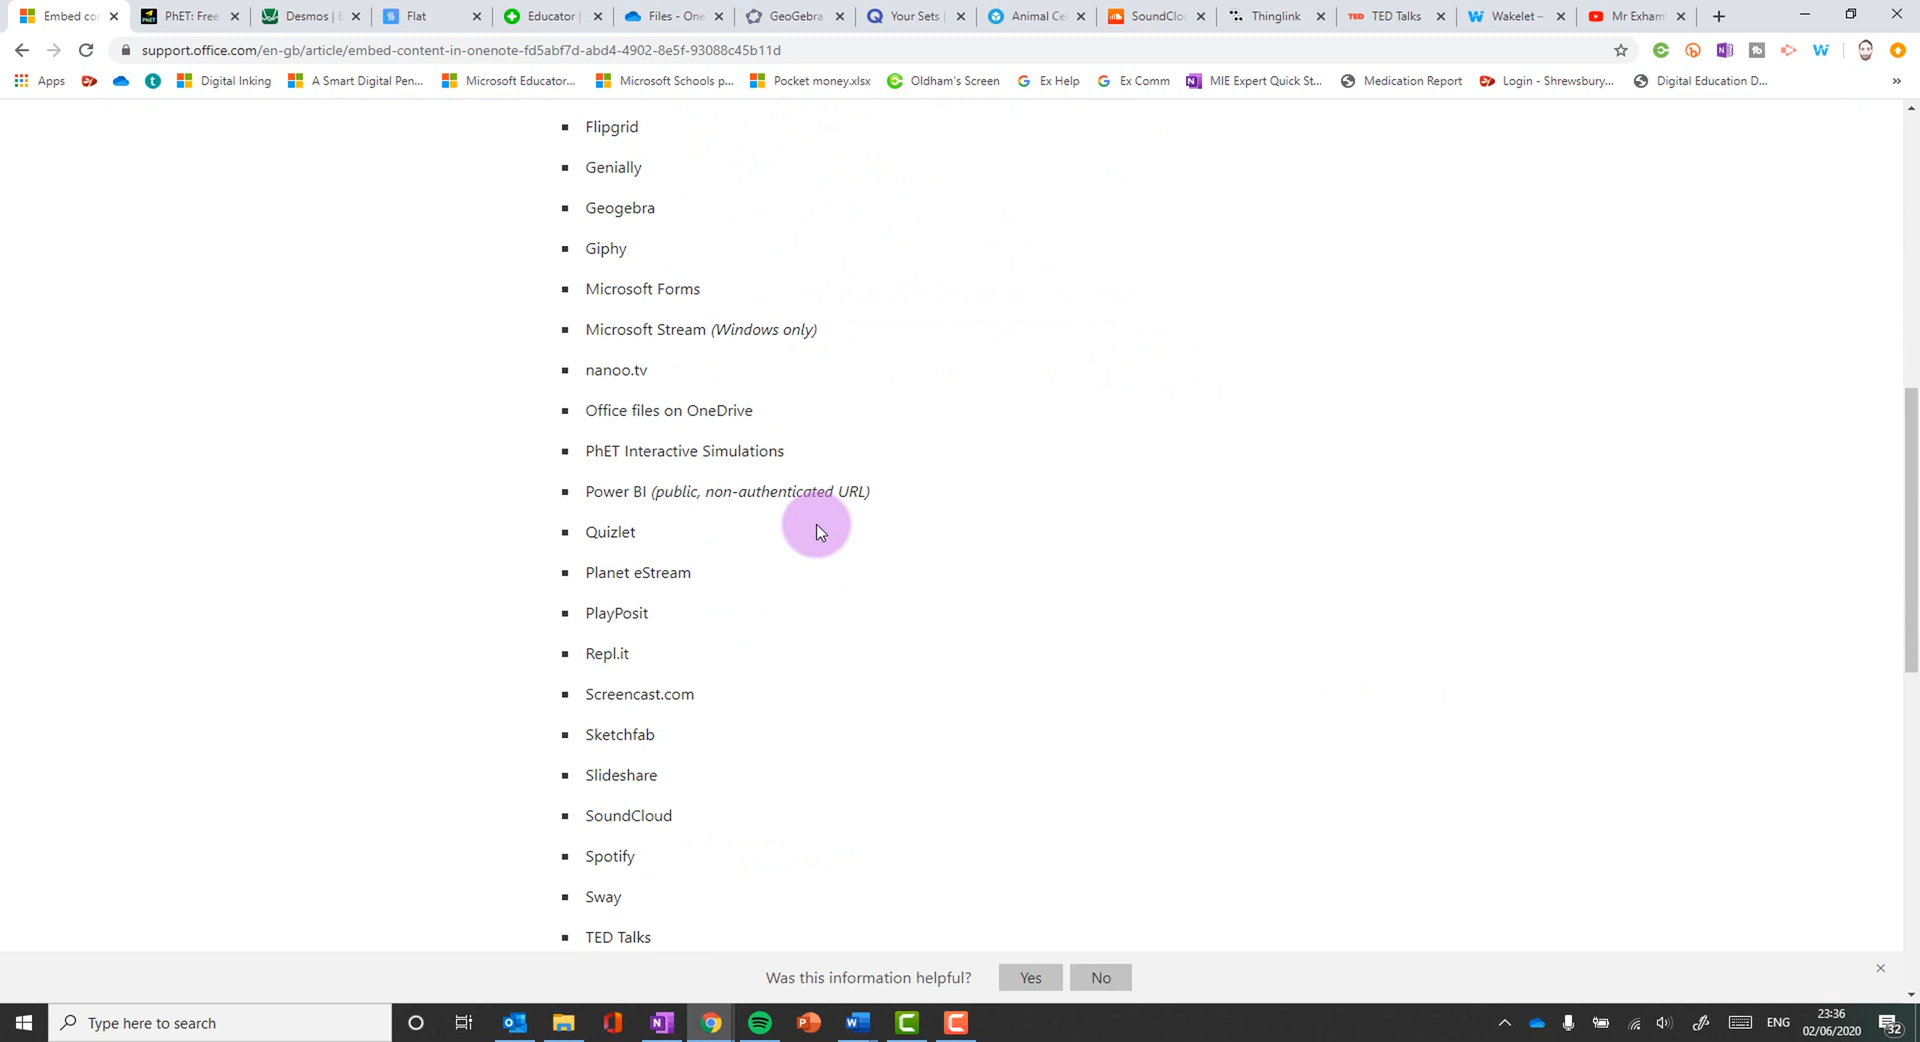 Embed co
PhET: Free
Desmos | E
Flat
Educator |
Files - One
GeoGebra
Your Sets |
Animal Ce
SoundClou
Thinglink
TED Talks
Wakelet –
Mr Exham
support.office.com/en-gb/article/embed-content-in-onenote-fd5abf7d-abd4-4902-8e5f-93088c45b11d
Apps
Digital Inking
A Smart Digital Pen...
Microsoft Educator...
Microsoft Schools p...
Pocket money.xlsx
Oldham's Screen
Ex Help
Ex Comm
MIE Expert Quick St...
Medication Report
Login - Shrewsbury...
Digital Education D...
»
Flipgrid
Genially
Geogebra
Giphy
Microsoft Forms
Microsoft Stream (Windows only)
nanoo.tv
Office files on OneDrive
PhET Interactive Simulations
Power BI (public, non-authenticated URL)
Quizlet
Planet eStream
PlayPosit
Repl.it
Screencast.com
Sketchfab
Slideshare
SoundCloud
Spotify
Sway
TED Talks
Was this information helpful?
Yes
No
Type here to search
ENG
23:36
02/06/2020
32